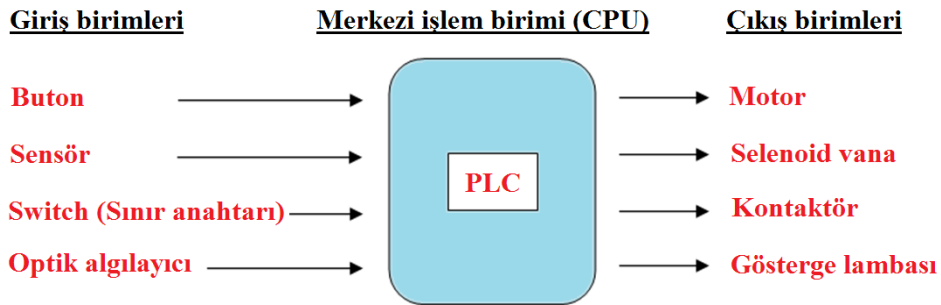 Giriş birimleri
Merkezi işlem birimi (CPU)
Çıkış birimleri
Buton
Motor
Sensör
Selenoid vana
PLC
Switch (Sınır anahtarı)
Kontaktör
Optik algılayıcı
Gösterge lambası